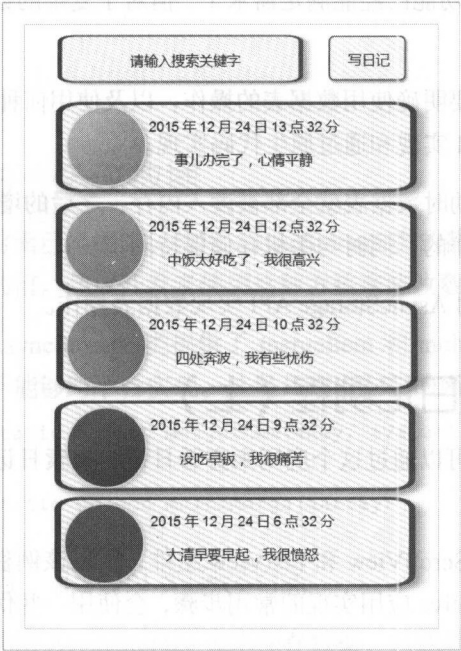 请输入搜索关键字
写日记
2015年12月24日13点32分
事儿办完了，心情平静
2015年12月24日12点32分
中饭太好吃了，我很高兴
2015年12月24日10点32分
四处奔波，我有些忧伤
2015年12月24日9点32分
没吃早钣，我很痛苦
2015年12月24日6点32分
大清早要早起，我很愤怒